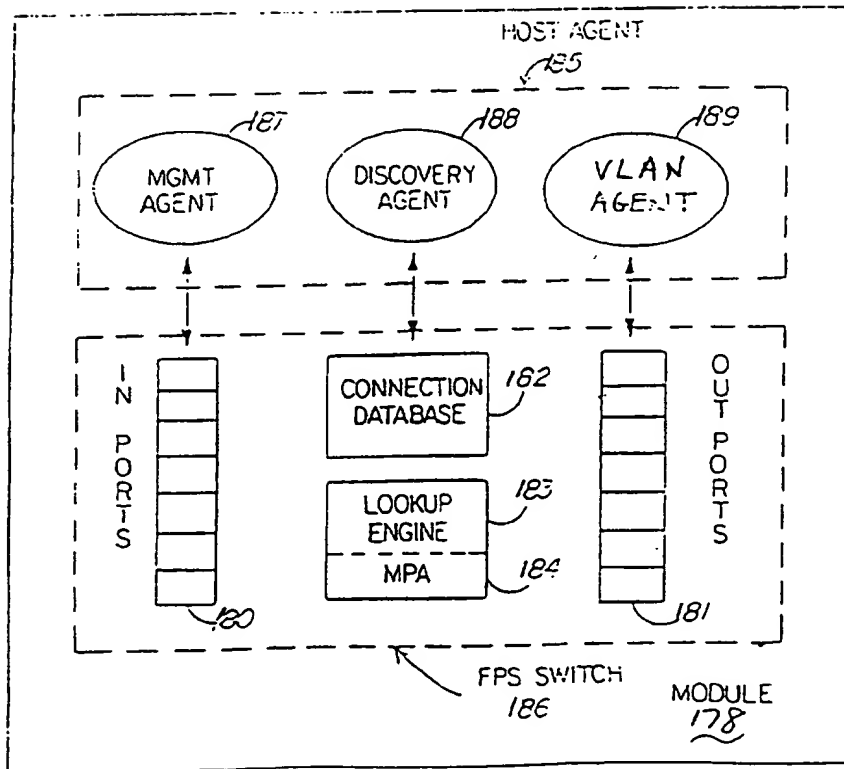 HOST AGENT
185
187
188
189
MGMT
AGENT
DISCOVERY
AGENT
VLAN
AGENT
IN PORTS
CONNECTION
DATABASE
182
OUT PORTS
LOOKUP
ENGINE
183
MPA
184
180
181
FPS SWITCH
186
MODULE
178